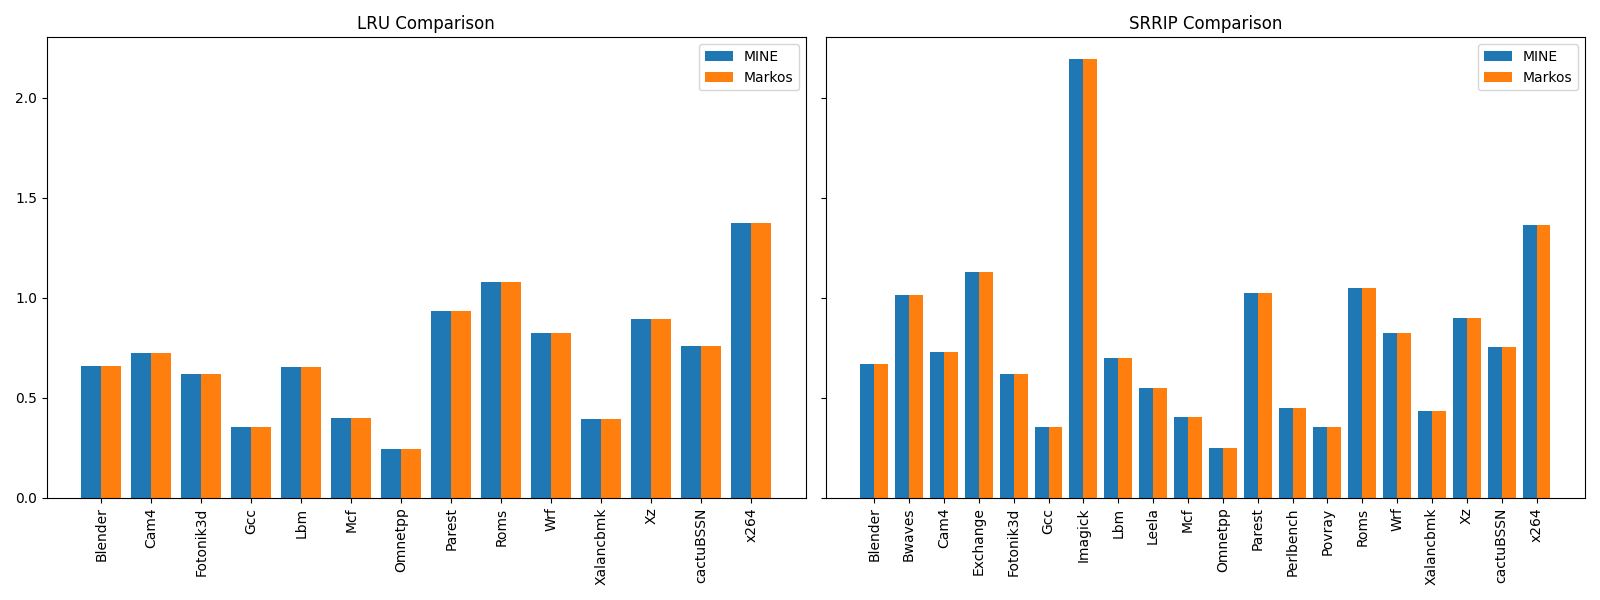 LRU Comparison
MINE
Markos
2.0
1.5
1.0
0.5
0.0
Blender
Cam4
Fotonik3d
Gcc
Lbm
Mcf
Omnetpp
Parest
Roms
Wrf
Xalancbmk
Xz
cactuBSSN
x264
SRRIP Comparison
MINE
Markos
Blender
Bwaves
Cam4
Exchange
Fotonik3d
Gcc
Imagick
Lbm
Leela
Mcf
Omnetpp
Parest
Perlbench
Povray
Roms
Wrf
Xalancbmk
Xz
cactuBSSN
x264